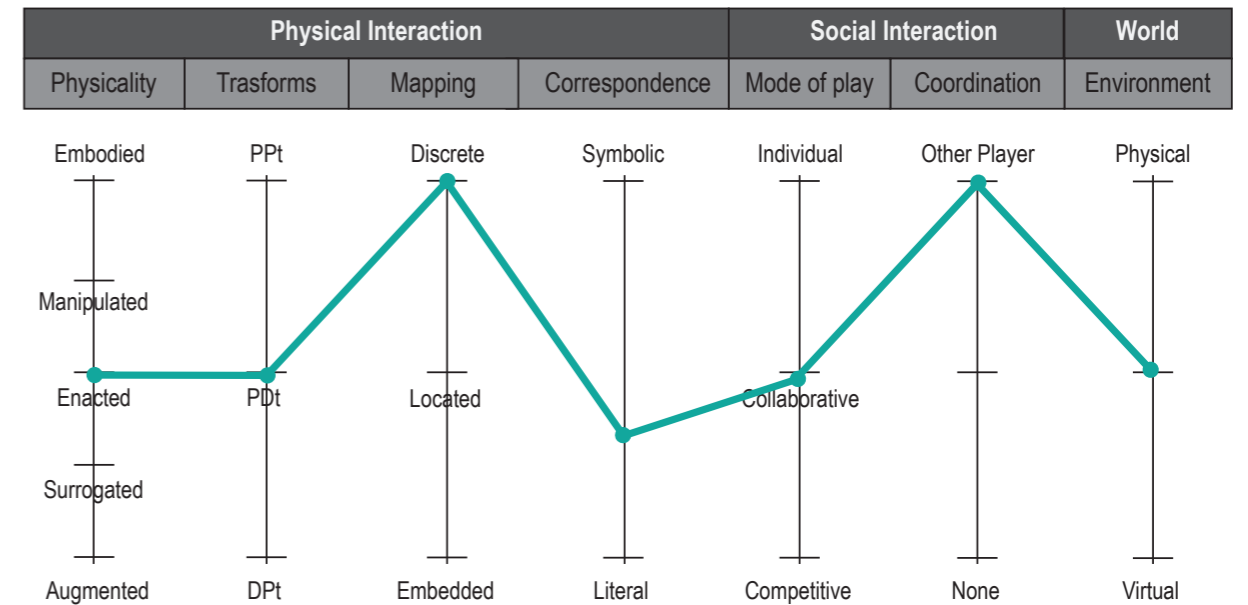 Physical Interaction Social Interaction World
Physicality Trasforms Mapping Correspondence Mode of play Coordination Environment
Embodied PPt Discrete Symbolic Individual Other Player Physical
Manipulated
Enacted PDt Located Collaborative
Surrogated
Augmented DPt Embedded Literal Competitive None Virtual